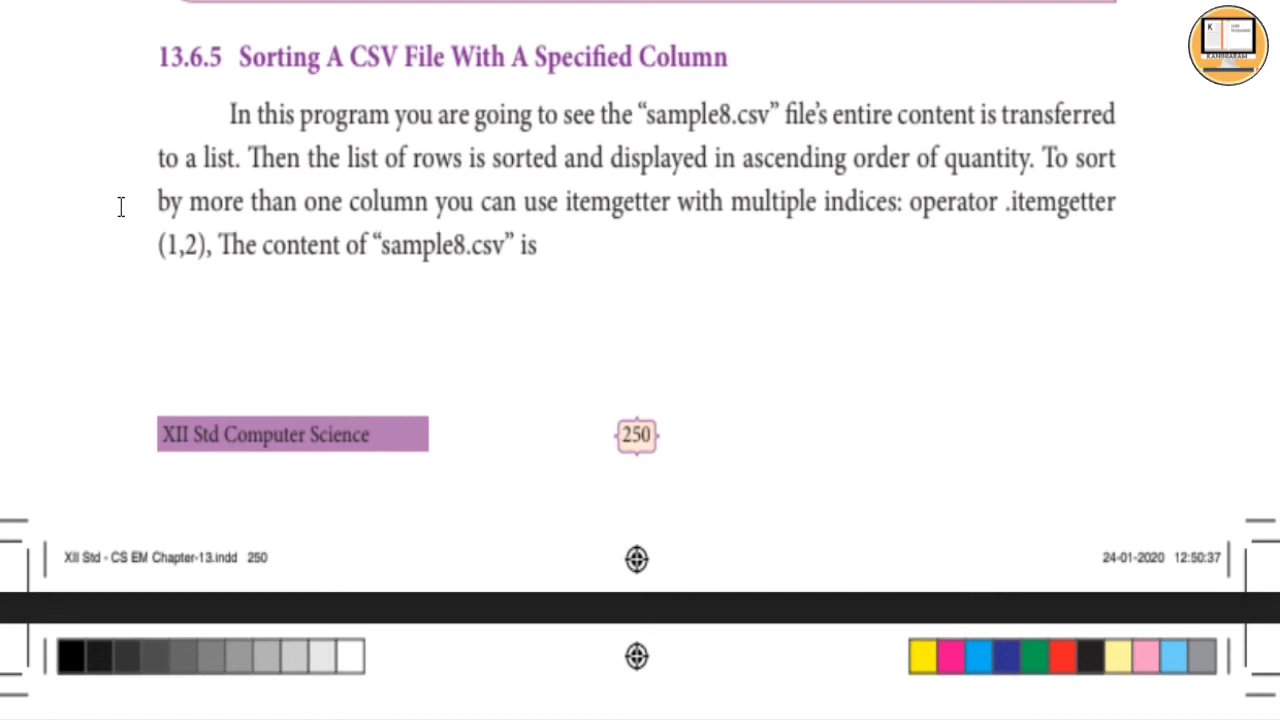 13.6.5 Sorting A CSV File With A Specified Column
In this program you are going to see the “sample8.csv” file’s entire content is transferred
to a list. Then the list of rows is sorted and displayed in ascending order of quantity. To sort
by more than one column you can use itemgetter with multiple indices: operator .itemgetter
(1,2), The content of “sample8.csv” is
XII Std Computer Science
250
XII Std - CS EM Chapter-13.indd 250
24-01-2020 12:50:37